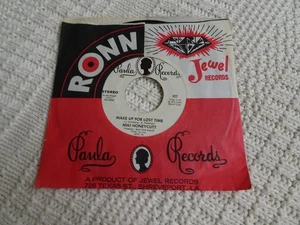 RONN
Jewel
RECORDS
Paula Records
STEREO
MAKE UP FOR LOST TIME
MIKI HONEYCUTT
Paula Records
A PRODUCT OF JEWEL RECORDS
728 TEXAS ST., SHREVEPORT, LA.